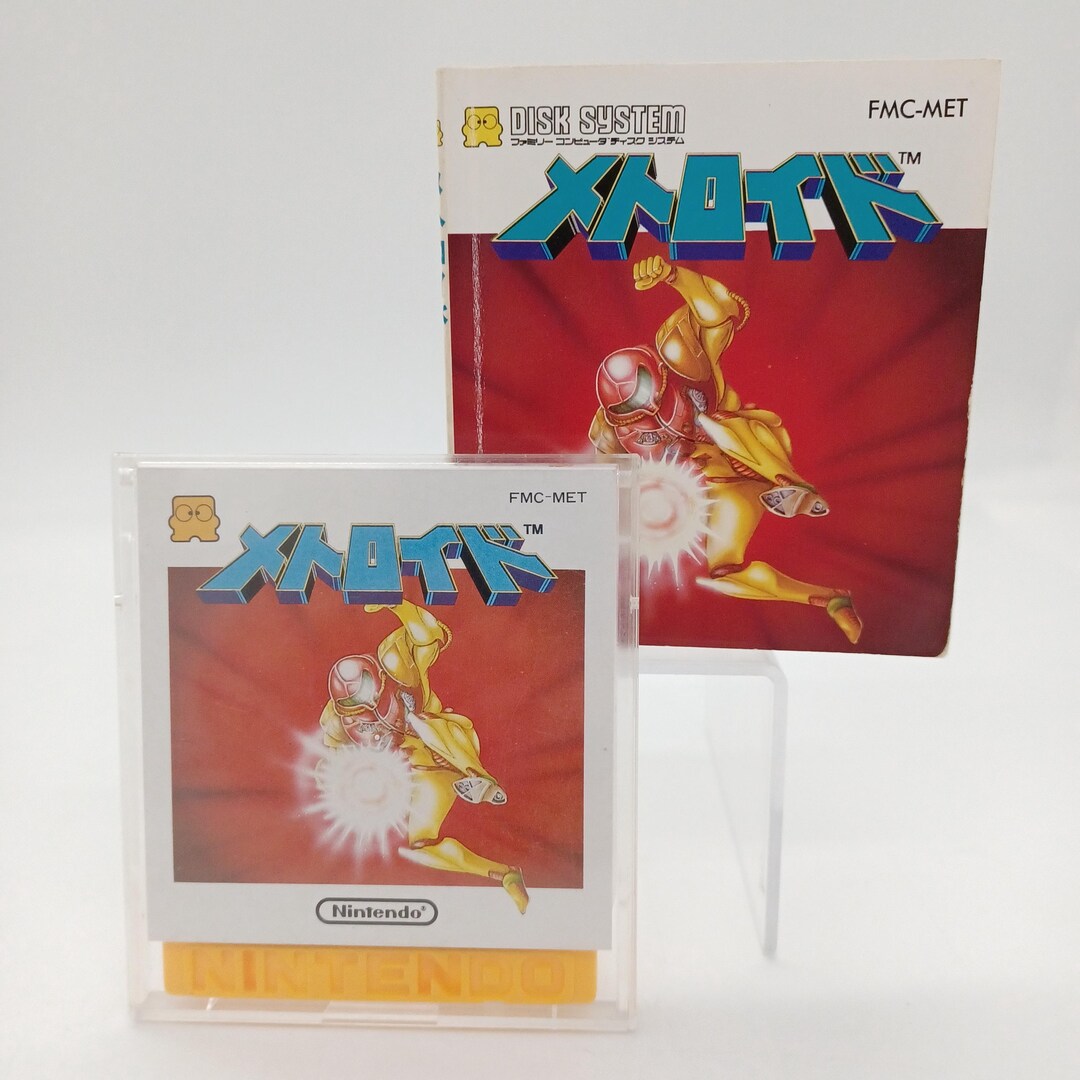 DISK SYSTEM
ファミリー コンピュータ ディスク システム
FMC-MET
メトロイド™
FMC-MET
メトロイド™
Nintendo®
NINTENDO